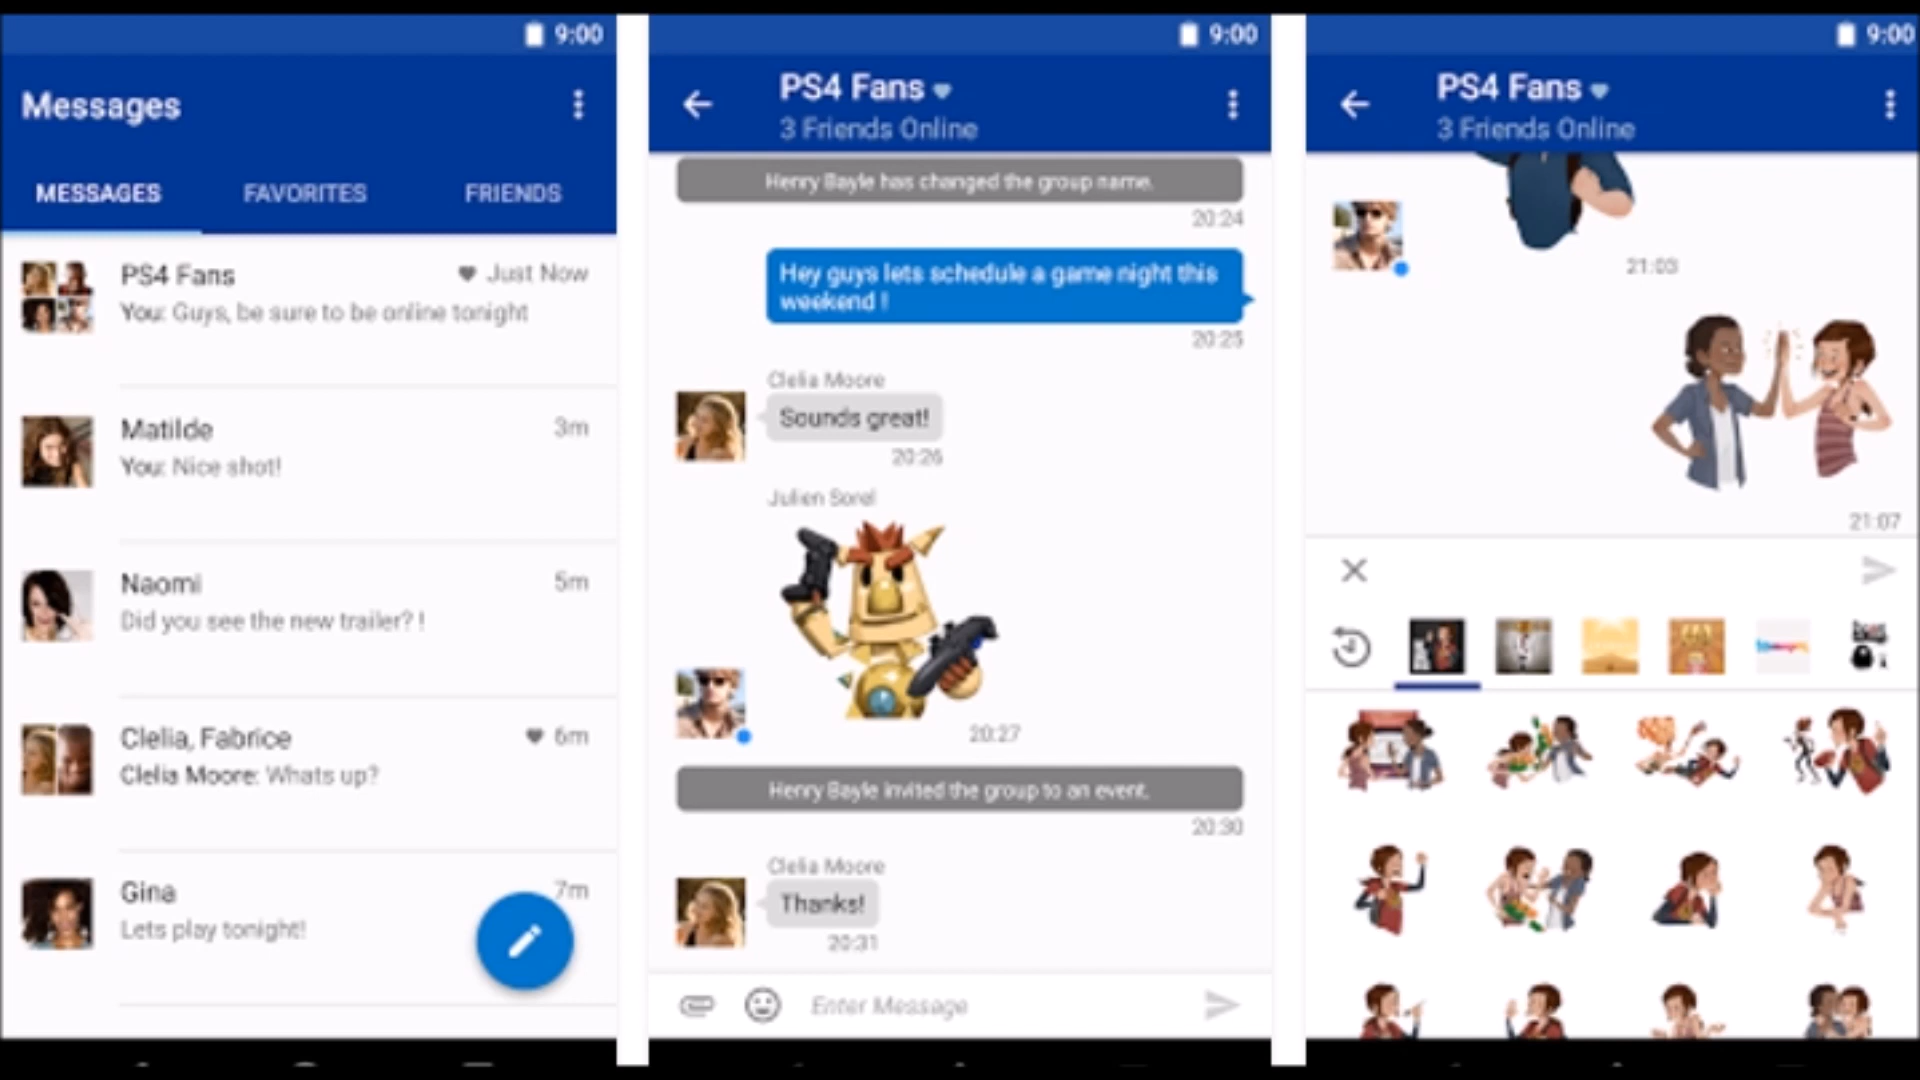 9:00
Messages
MESSAGES FAVORITES FRIENDS
PS4 Fans Just Now
You: Guys, be sure to be online tonight
Matilde 3m
You: Nice shot!
Naomi 5m
Did you see the new trailer? !
Clelia, Fabrice 6m
Clelia Moore: Whats up?
Gina 7m
Lets play tonight!
9:00
PS4 Fans
3 Friends Online
Henry Bayle has changed the group name.
20:24
Hey guys lets schedule a game night this
weekend !
20:25
Clelia Moore
Sounds great!
20:26
Julien Sorel
20:27
Henry Bayle invited the group to an event.
20:30
Clelia Moore
Thanks!
20:31
Enter Message
9:00
PS4 Fans
3 Friends Online
21:03
21:07